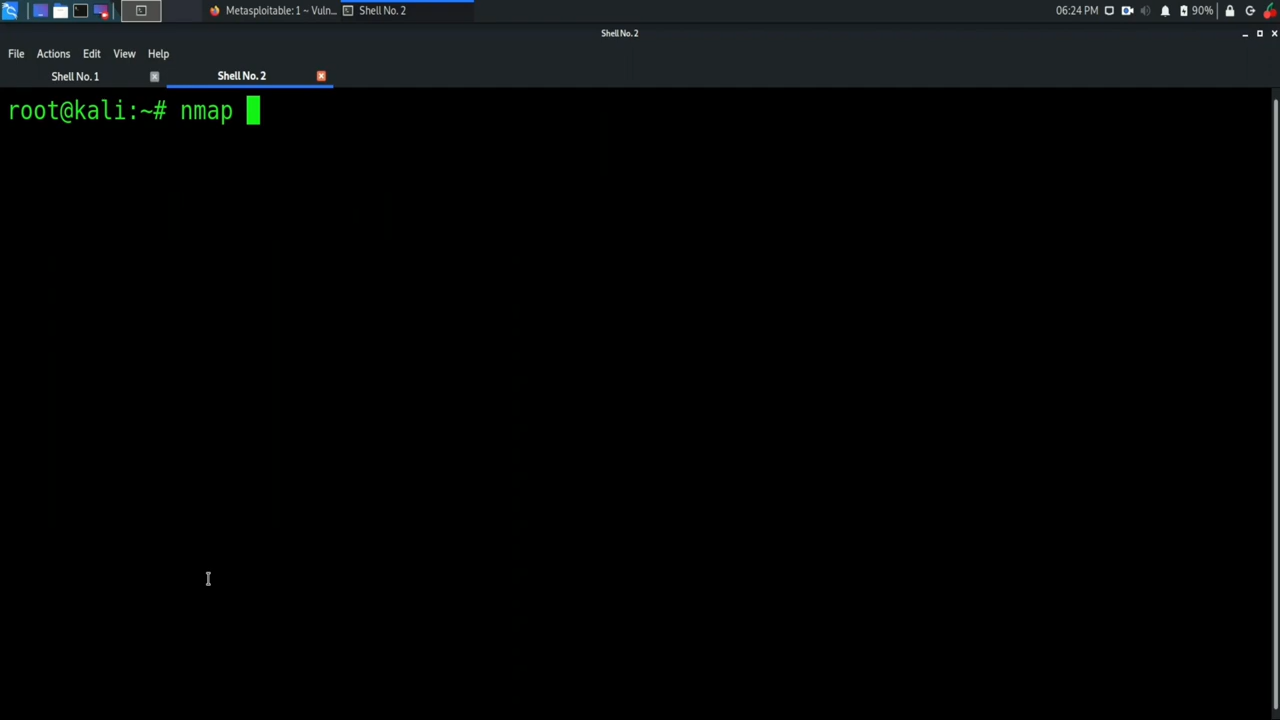 Metasploitable: 1 ~ Vuln...
Shell No. 2
06:24 PM
90%
Shell No. 2
File Actions Edit View Help
Shell No. 1
Shell No. 2
root@kali:~# nmap